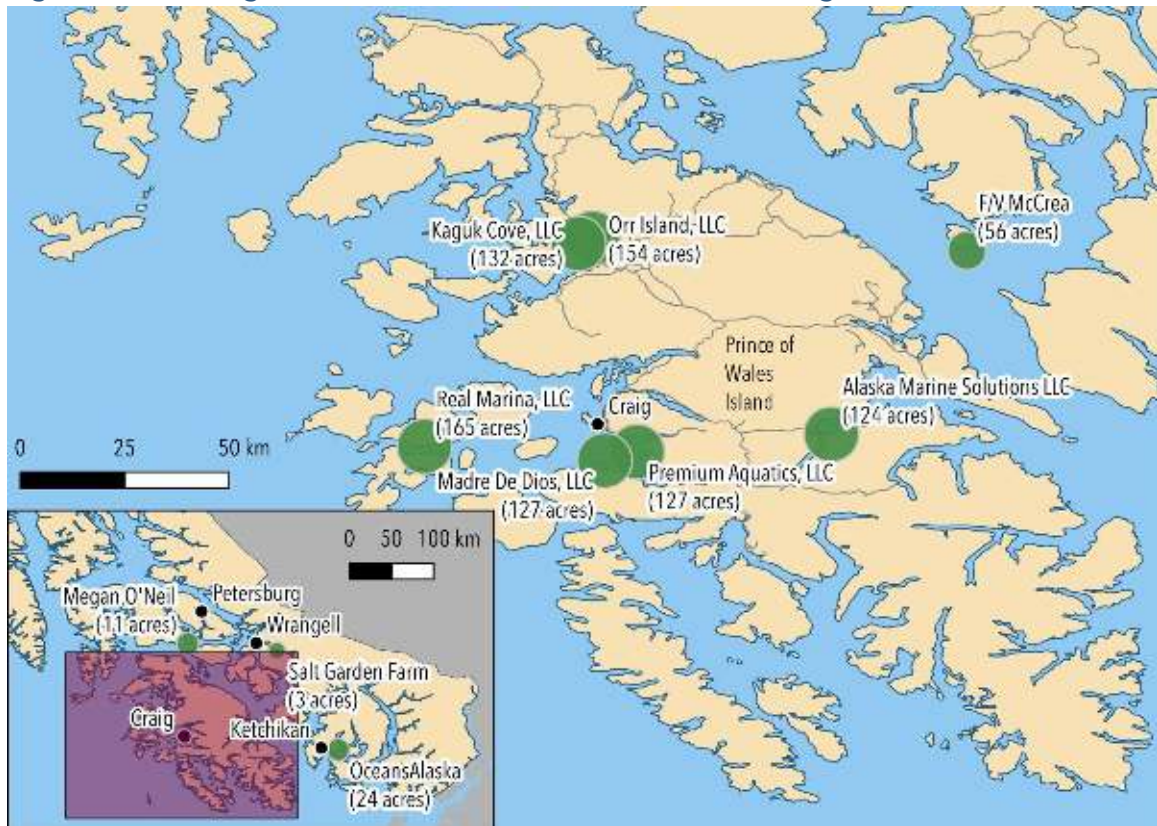 F/V McCrea
(56 acres)
Kaguk Cove, LLC
(132 acres)
Orr Island, LLC
(154 acres)
Prince of
Wales
Island
Alaska Marine Solutions LLC
(124 acres)
Real Marina, LLC
(165 acres)
Craig
Madre De Dios, LLC
(127 acres)
Premium Aquatics, LLC
(127 acres)
0 25 50 km
0 50 100 km
Megan O'Neil
(11 acres)
Petersburg
Wrangell
Salt Garden Farm
(3 acres)
Craig
Ketchikan
OceansAlaska
(24 acres)